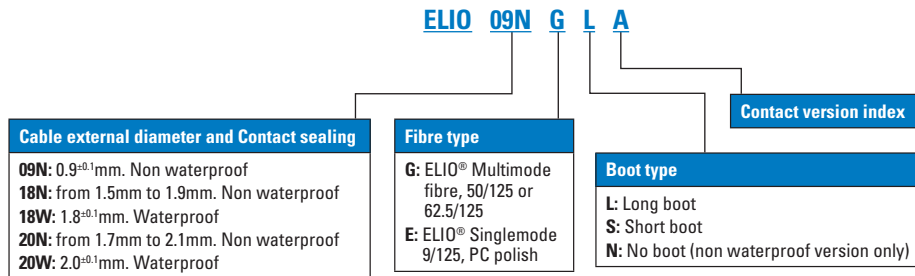 ELIO 09N G L A
Contact version index
Cable external diameter and Contact sealing
09N: 0.9±0.1mm. Non waterproof
18N: from 1.5mm to 1.9mm. Non waterproof
18W: 1.8±0.1mm. Waterproof
20N: from 1.7mm to 2.1mm. Non waterproof
20W: 2.0±0.1mm. Waterproof
Fibre type
G: ELIO® Multimode
fibre, 50/125 or
62.5/125
E: ELIO® Singlemode
9/125, PC polish
Boot type
L: Long boot
S: Short boot
N: No boot (non waterproof version only)